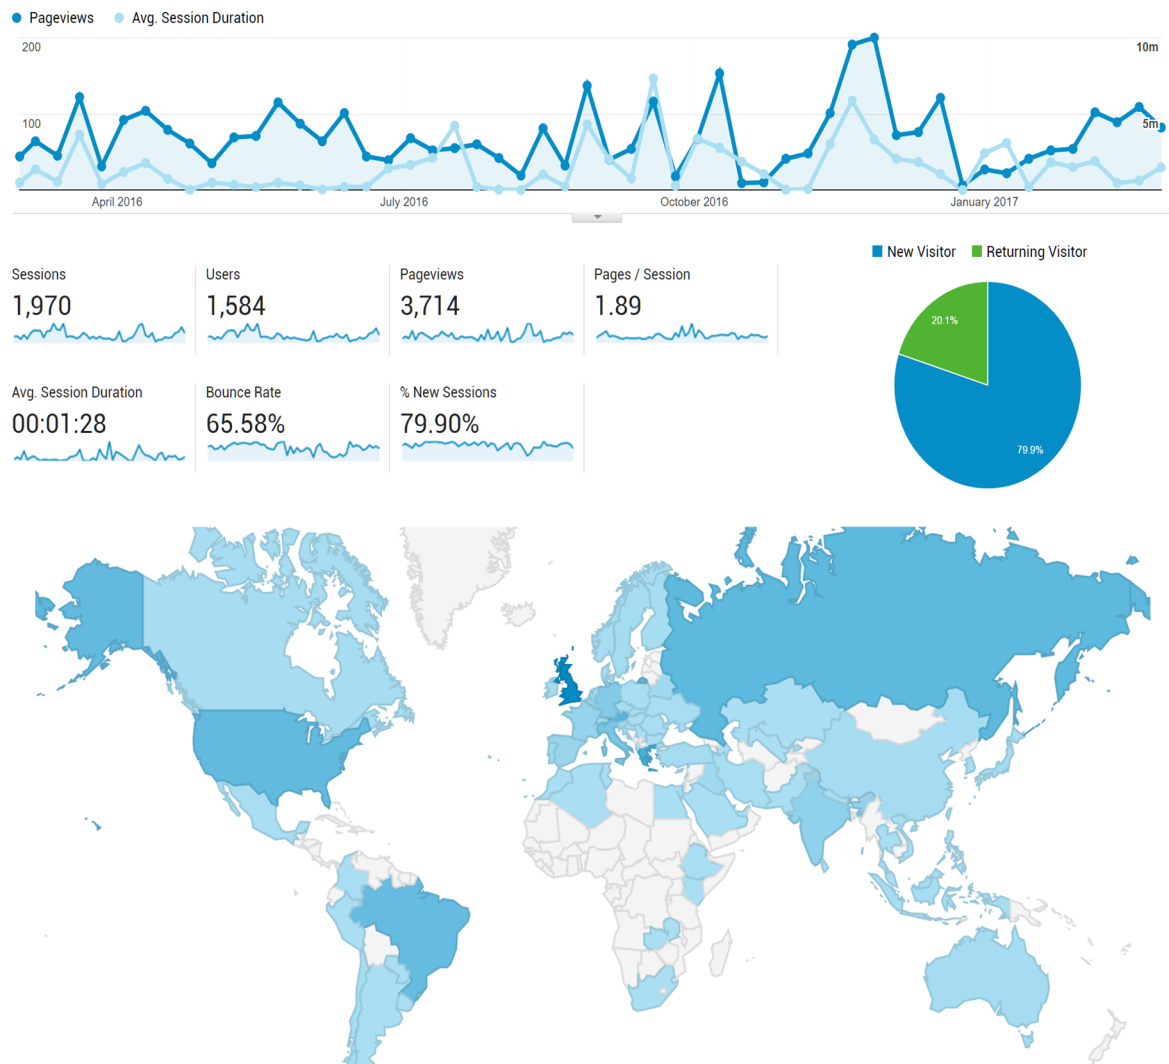 Pageviews Avg. Session Duration
200 10m
100 5m
April 2016 July 2016 October 2016 January 2017
New Visitor Returning Visitor
Sessions Users Pageviews Pages / Session
1,970 1,584 3,714 1.89
20.1%
Avg. Session Duration Bounce Rate % New Sessions
00:01:28 65.58% 79.90%
79.9%